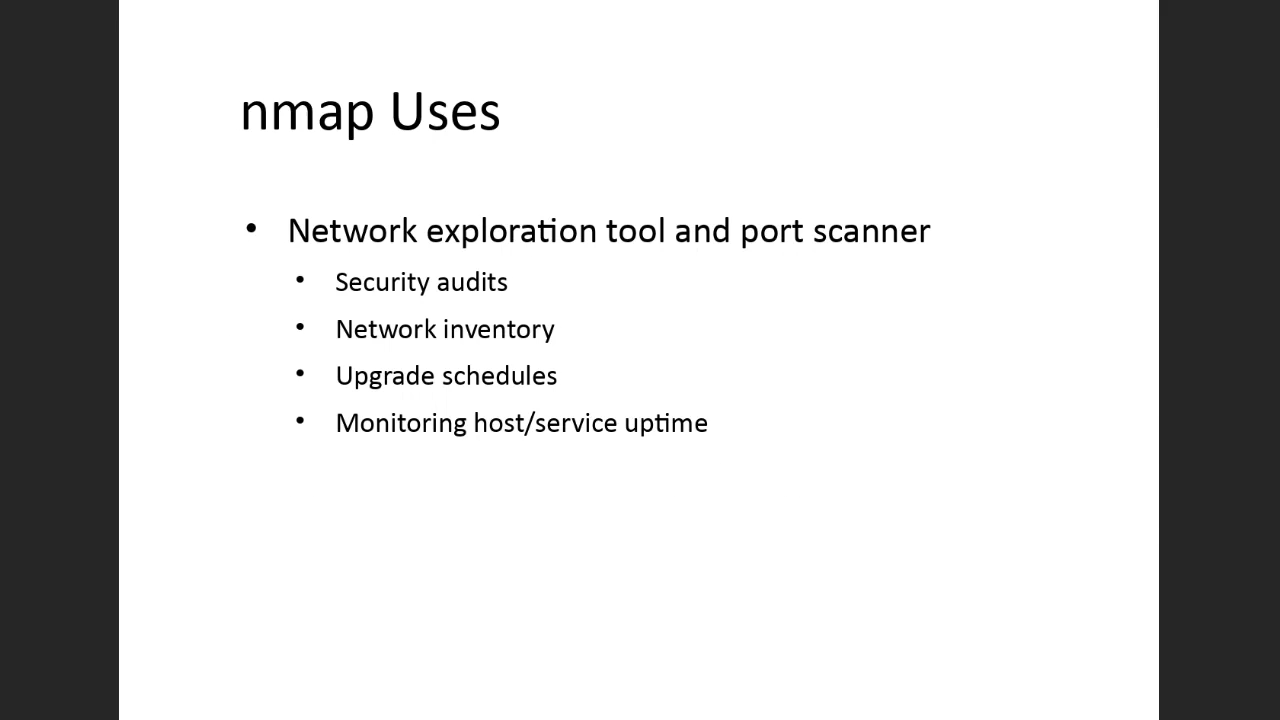 nmap Uses
• Network exploration tool and port scanner
• Security audits
• Network inventory
• Upgrade schedules
• Monitoring host/service uptime